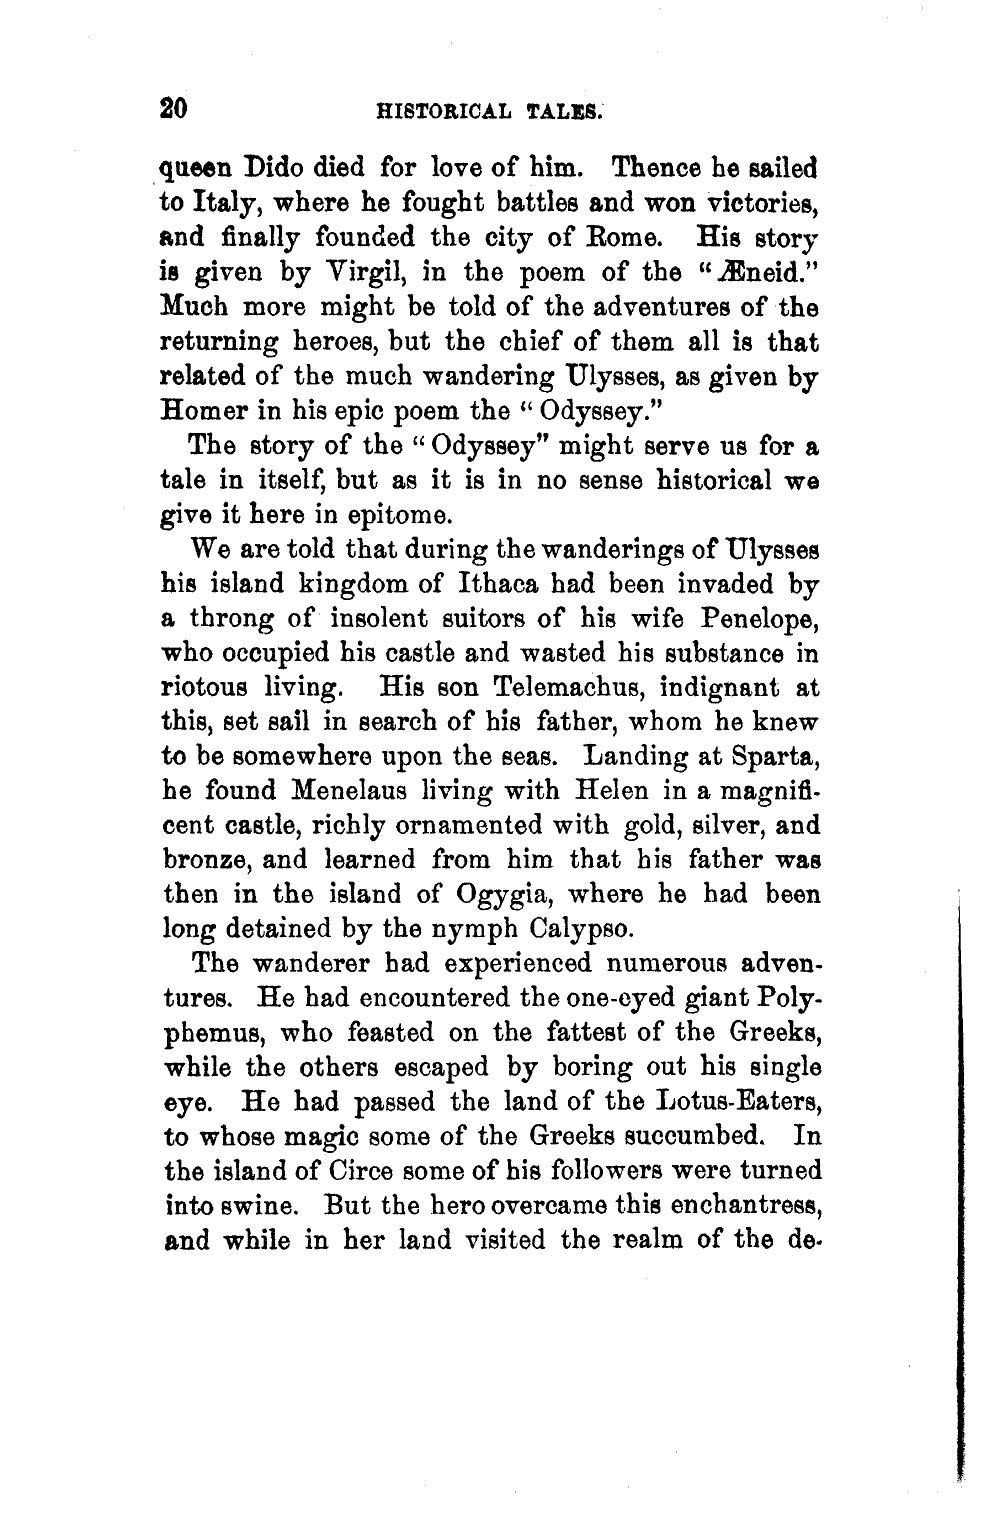 20 HISTORICAL TALES.
queen Dido died for love of him. Thence he sailed
to Italy, where he fought battles and won victories,
and finally founded the city of Rome. His story
is given by Virgil, in the poem of the “Æneid.”
Much more might be told of the adventures of the
returning heroes, but the chief of them all is that
related of the much wandering Ulysses, as given by
Homer in his epic poem the “Odyssey.”
The story of the “Odyssey” might serve us for a
tale in itself, but as it is in no sense historical we
give it here in epitome.
We are told that during the wanderings of Ulysses
his island kingdom of Ithaca had been invaded by
a throng of insolent suitors of his wife Penelope,
who occupied his castle and wasted his substance in
riotous living. His son Telemachus, indignant at
this, set sail in search of his father, whom he knew
to be somewhere upon the seas. Landing at Sparta,
he found Menelaus living with Helen in a magnifi-
cent castle, richly ornamented with gold, silver, and
bronze, and learned from him that his father was
then in the island of Ogygia, where he had been
long detained by the nymph Calypso.
The wanderer had experienced numerous adven-
tures. He had encountered the one-eyed giant Poly-
phemus, who feasted on the fattest of the Greeks,
while the others escaped by boring out his single
eye. He had passed the land of the Lotus-Eaters,
to whose magic some of the Greeks succumbed. In
the island of Circe some of his followers were turned
into swine. But the hero overcame this enchantress,
and while in her land visited the realm of the de-